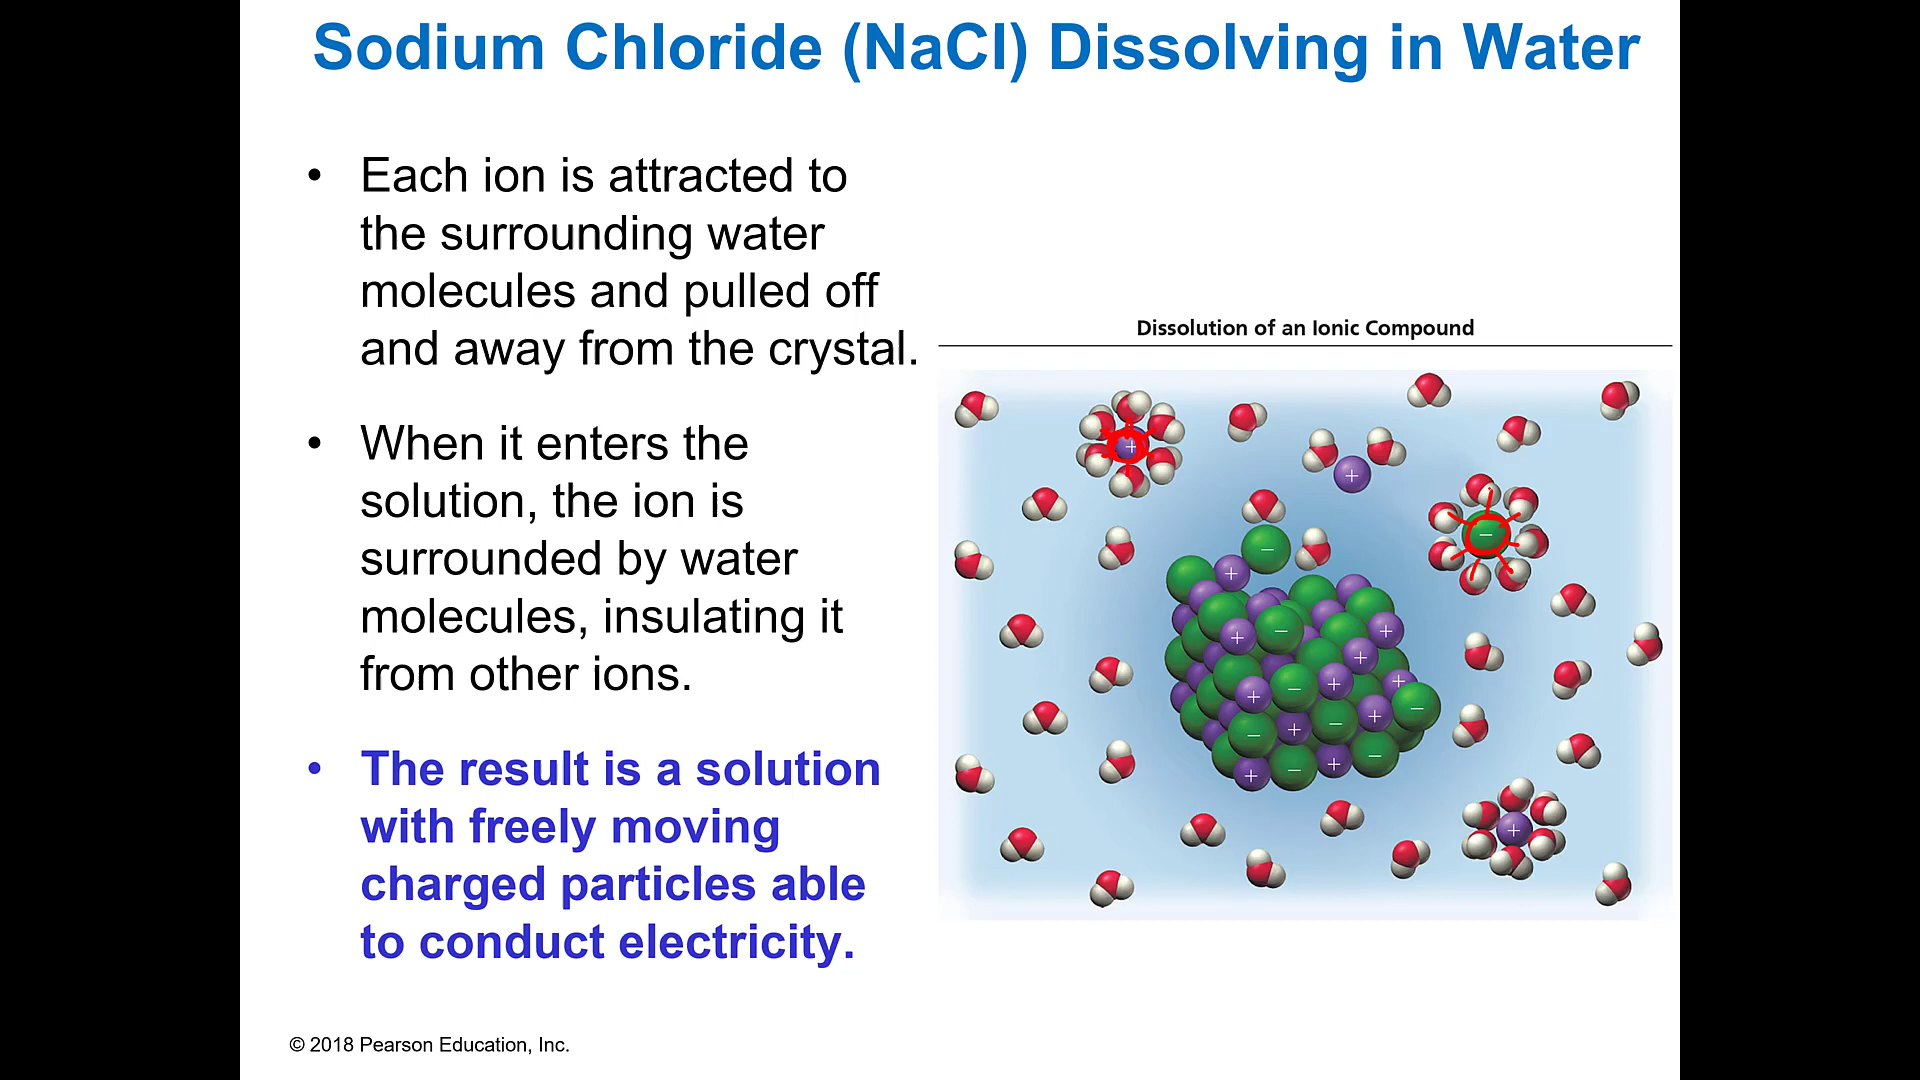 Sodium Chloride (NaCl) Dissolving in Water
• Each ion is attracted to
the surrounding water
molecules and pulled off
and away from the crystal.
• When it enters the
solution, the ion is
surrounded by water
molecules, insulating it
from other ions.
• The result is a solution
with freely moving
charged particles able
to conduct electricity.
Dissolution of an Ionic Compound
© 2018 Pearson Education, Inc.